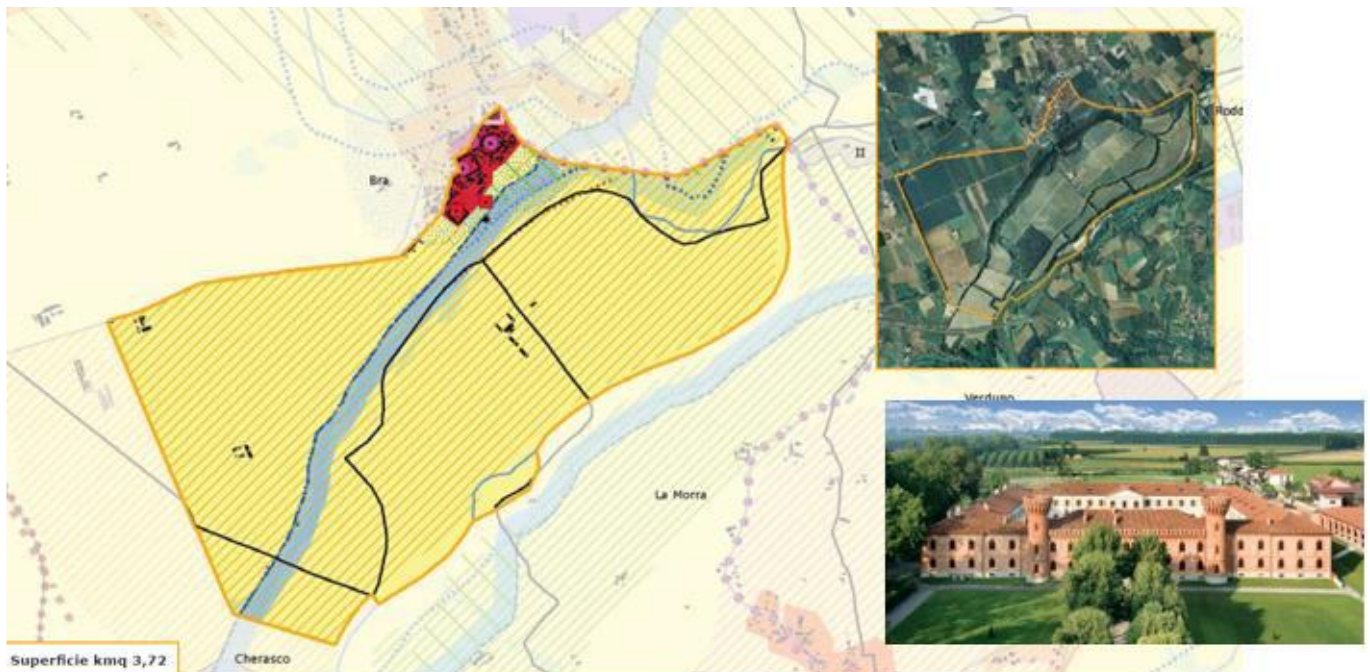 Rodd
II
Bra
Verduno
La Morra
Superficie kmq 3,72
Cherasco